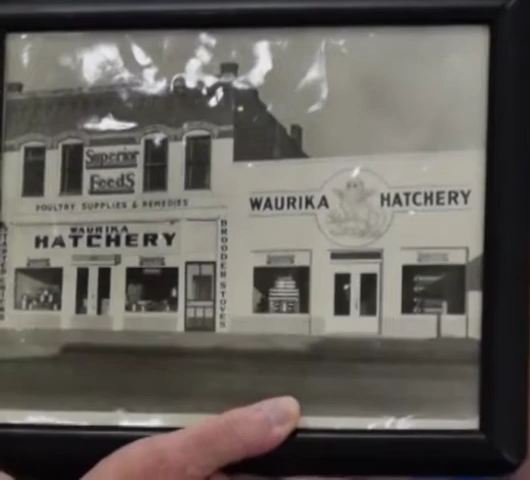 Superior
Feeds
POULTRY SUPPLIES & REMEDIES
WAURIKA
HATCHERY
BROODER STOVES
WAURIKA HATCHERY